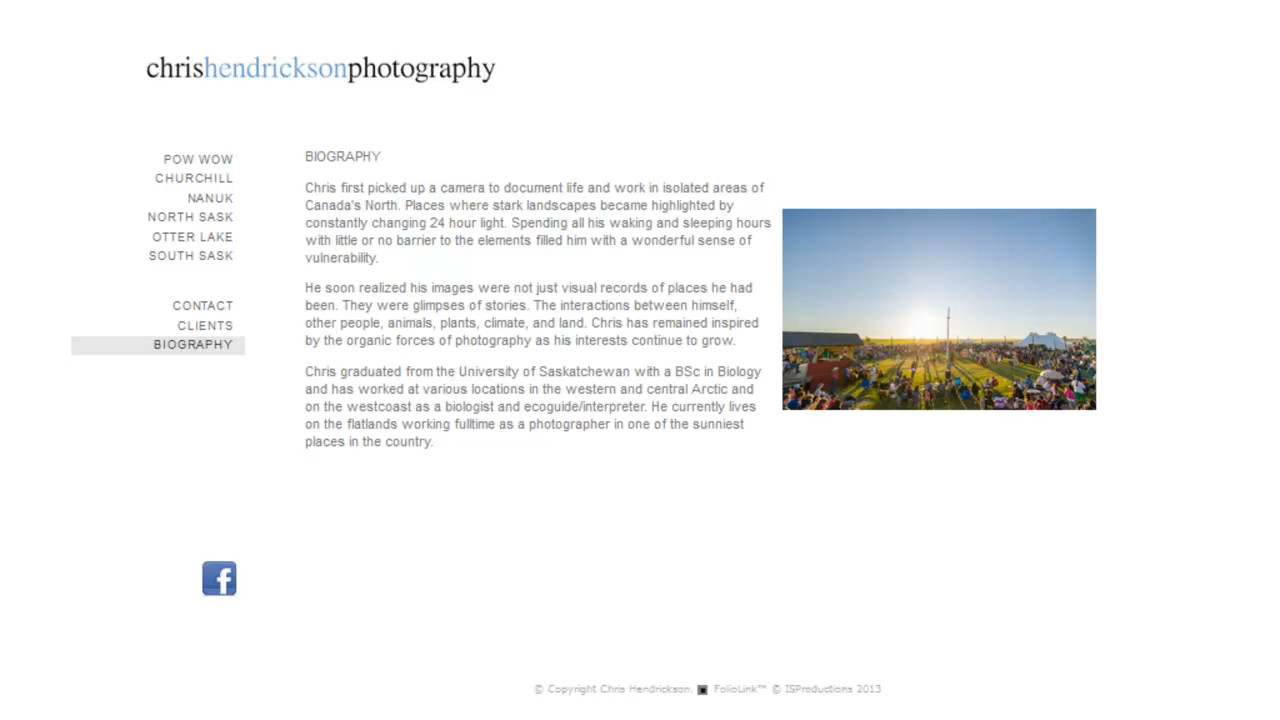 chrishendricksonphotography
POW WOW
CHURCHILL
NANUK
NORTH SASK
OTTER LAKE
SOUTH SASK
CONTACT
CLIENTS
BIOGRAPHY
BIOGRAPHY
Chris first picked up a camera to document life and work in isolated areas of
Canada's North. Places where stark landscapes became highlighted by
constantly changing 24 hour light. Spending all his waking and sleeping hours
with little or no barrier to the elements filled him with a wonderful sense of
vulnerability.
He soon realized his images were not just visual records of places he had
been. They were glimpses of stories. The interactions between himself,
other people, animals, plants, climate, and land. Chris has remained inspired
by the organic forces of photography as his interests continue to grow.
Chris graduated from the University of Saskatchewan with a BSc in Biology
and has worked at various locations in the western and central Arctic and
on the westcoast as a biologist and ecoguide/interpreter. He currently lives
on the flatlands working fulltime as a photographer in one of the sunniest
places in the country.
f
© Copyright Chris Hendrickson. FolioLink™ © ISProductions 2013